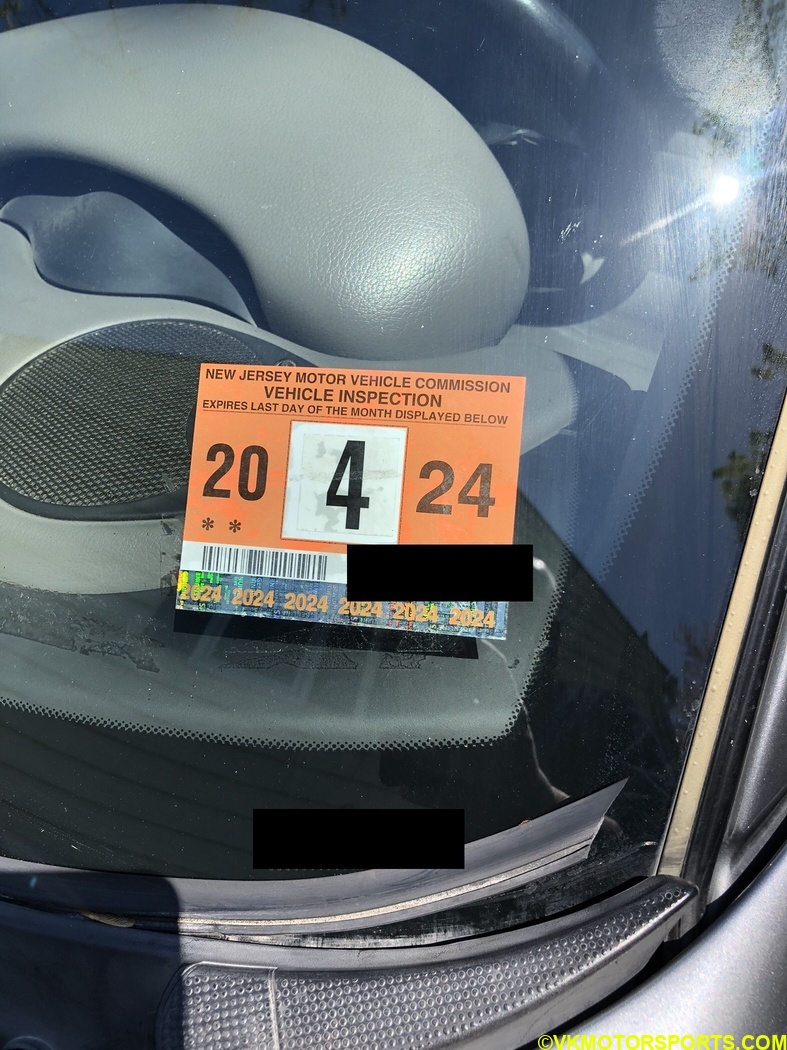 NEW JERSEY MOTOR VEHICLE COMMISSION
VEHICLE INSPECTION
EXPIRES LAST DAY OF THE MONTH DISPLAYED BELOW
20 4 24
**
2024 2024 2024 2024 2024 2024
©VKMOTORSPORTS.COM